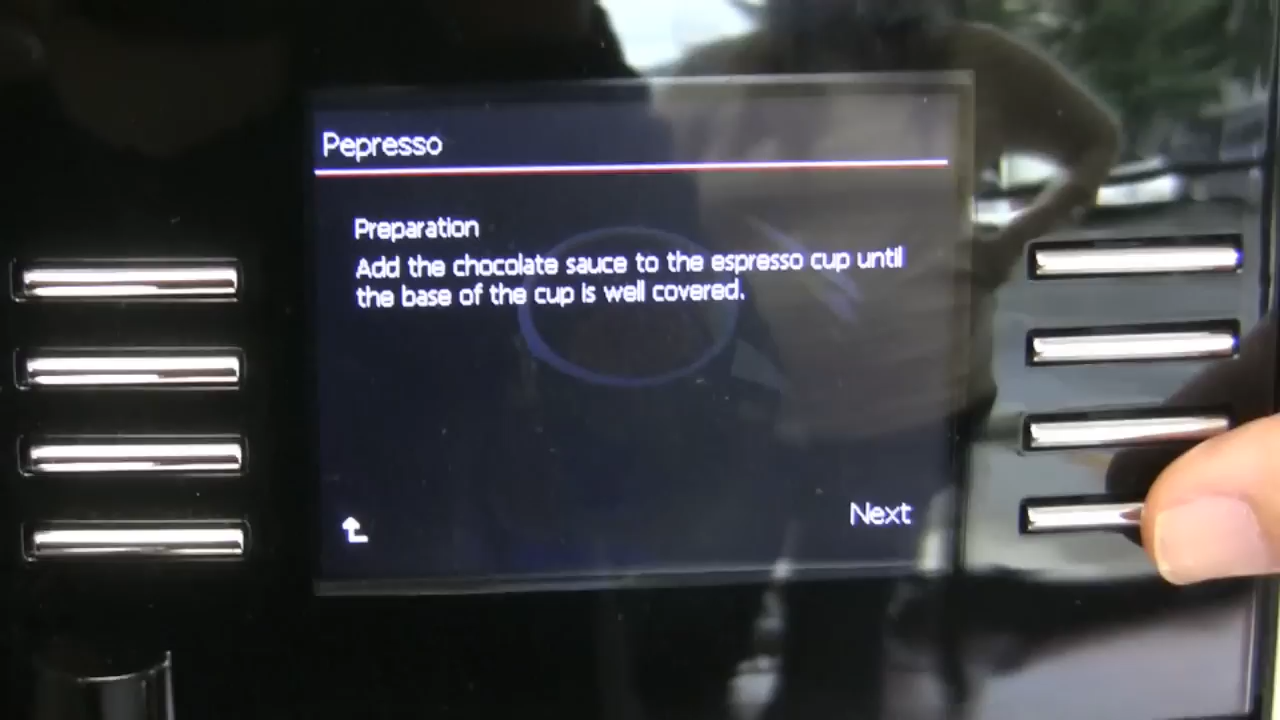 Pepresso
Preparation
Add the chocolate sauce to the espresso cup until
the base of the cup is well covered.
Next